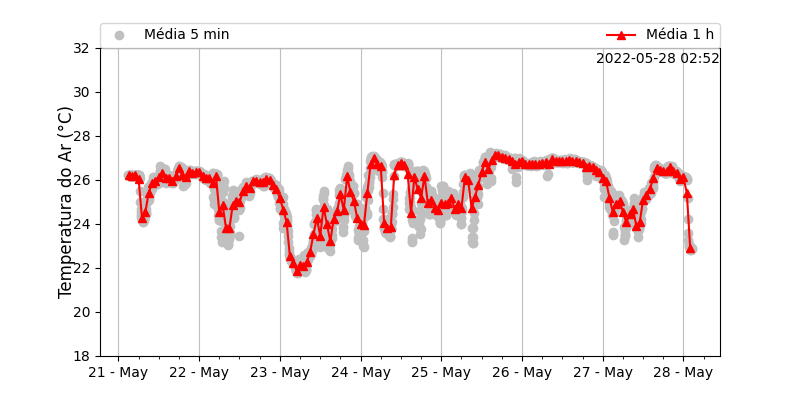 Média 5 min
Média 1 h
2022-05-28 02:52
Temperatura do Ar (°C)
32
30
28
26
24
22
20
18
21 - May
22 - May
23 - May
24 - May
25 - May
26 - May
27 - May
28 - May